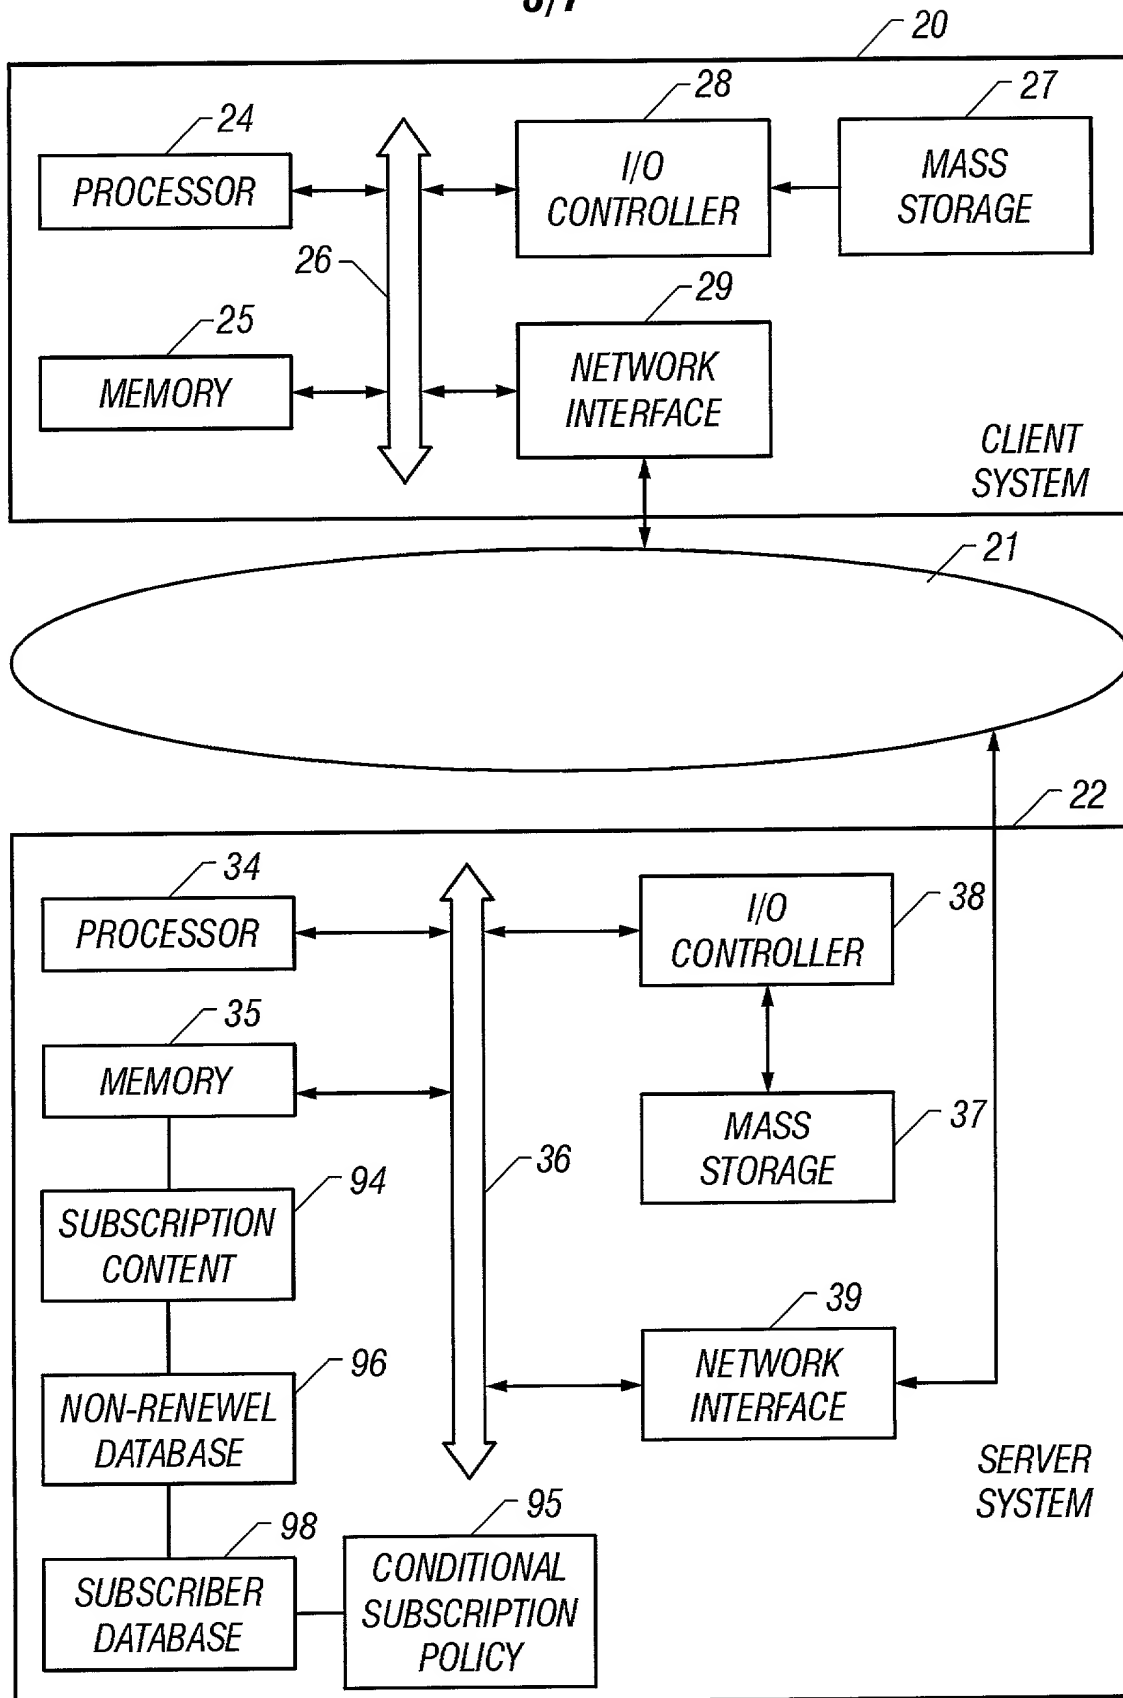 20
24
28
27
PROCESSOR
I/O
CONTROLLER
MASS
STORAGE
26
25
29
MEMORY
NETWORK
INTERFACE
CLIENT
SYSTEM
21
22
34
38
PROCESSOR
I/O
CONTROLLER
35
MEMORY
37
MASS
STORAGE
36
94
SUBSCRIPTION
CONTENT
39
NETWORK
INTERFACE
96
NON-RENEWEL
DATABASE
SERVER
SYSTEM
98
95
SUBSCRIBER
DATABASE
CONDITIONAL
SUBSCRIPTION
POLICY